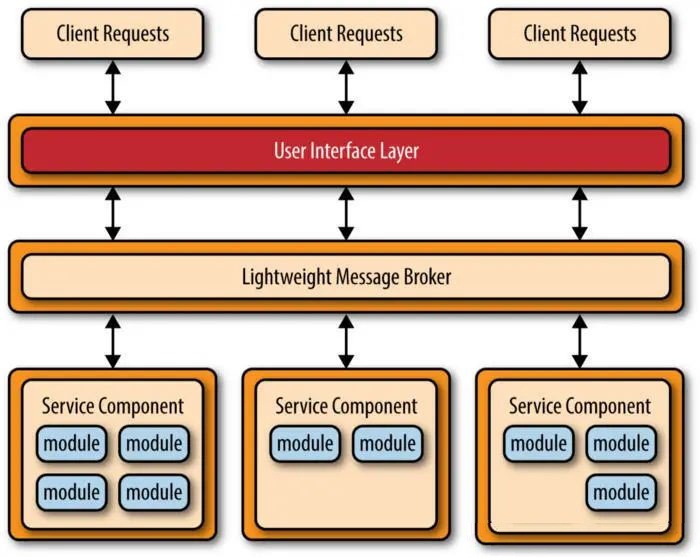 Client Requests
Client Requests
Client Requests
User Interface Layer
Lightweight Message Broker
Service Component
module
module
module
module
Service Component
module
module
Service Component
module
module
module